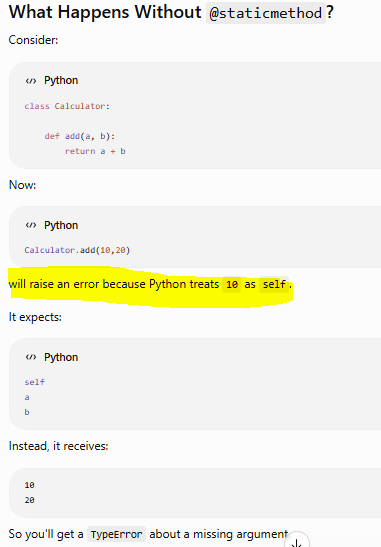 What Happens Without @staticmethod?
Consider:
Python
class Calculator:
def add(a, b):
return a + b
Now:
Python
Calculator.add(10,20)
will raise an error because Python treats 10 as self.
It expects:
Python
self
a
b
Instead, it receives:
10
20
So you'll get a TypeError about a missing argument